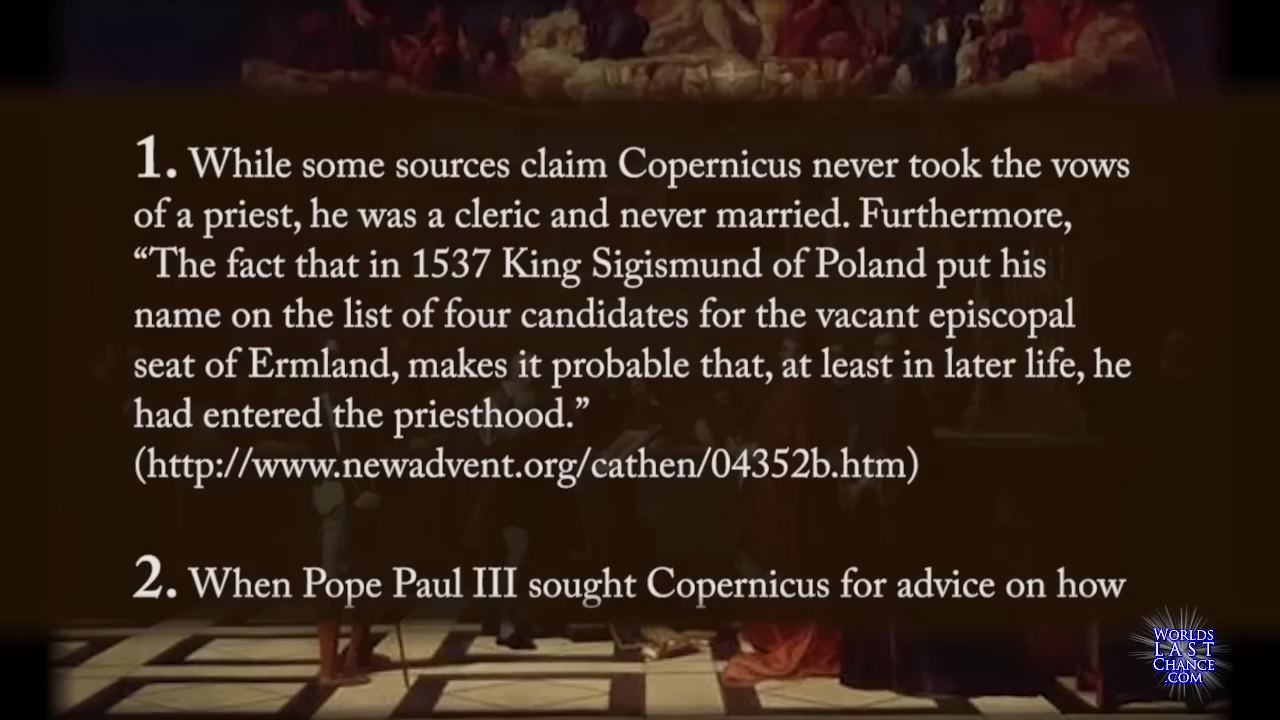 1. While some sources claim Copernicus never took the vows
of a priest, he was a cleric and never married. Furthermore,
“The fact that in 1537 King Sigismund of Poland put his
name on the list of four candidates for the vacant episcopal
seat of Ermland, makes it probable that, at least in later life, he
had entered the priesthood.”
(http://www.newadvent.org/cathen/04352b.htm)
2. When Pope Paul III sought Copernicus for advice on how
WORLDS
LAST
CHANCE
.COM